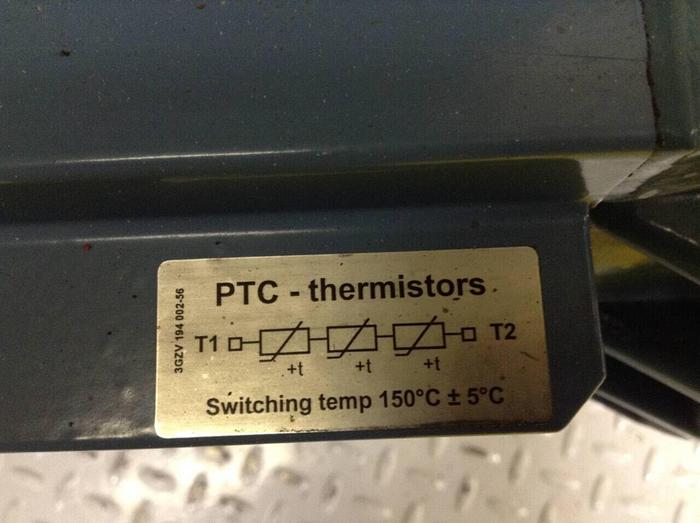 PTC - thermistors
3GZV 194 002-56
T1 T2
+t +t +t
Switching temp 150°C ± 5°C